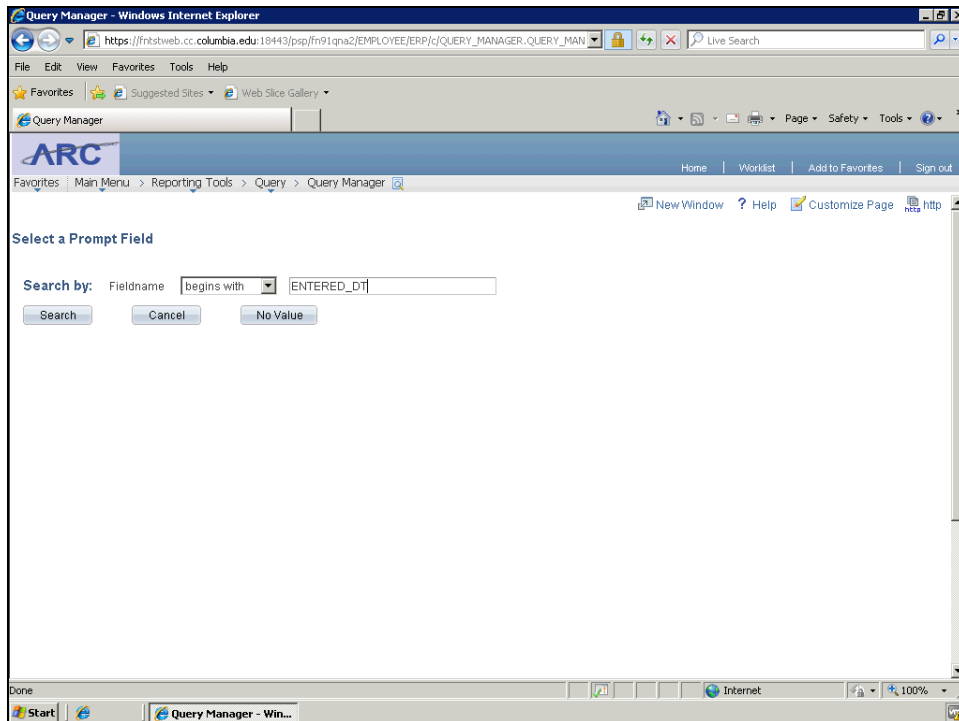 Query Manager - Windows Internet Explorer
https://fntstweb.cc.columbia.edu:18443/psp/fn91qna2/EMPLOYEE/ERP/c/QUERY_MANAGER.QUERY_MAN Live Search
File Edit View Favorites Tools Help
Favorites Suggested Sites Web Slice Gallery
Query Manager Page Safety Tools
ARC
Home | Worklist | Add to Favorites | Sign out
Favorites Main Menu > Reporting Tools > Query > Query Manager
New Window ? Help Customize Page http
Select a Prompt Field
Search by: Fieldname begins with ENTERED_DT
Search Cancel No Value
Done Internet 100%
Start Query Manager - Win...